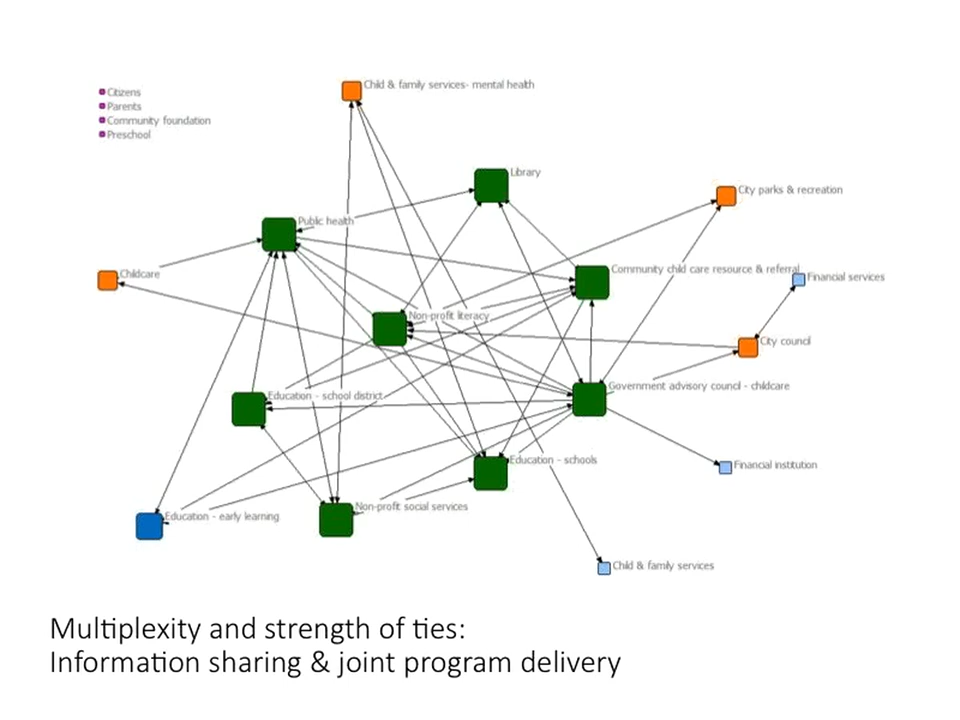 Child & family services- mental health
Citizens
Parents
Community foundation
Preschool
Library
City parks & recreation
Public health
Childcare
Community child care resource & referral
Financial services
Non-profit literacy
City council
Government advisory council - childcare
Education - school district
Education - schools
Financial institution
Non-profit social services
Education - early learning
Child & family services
Multiplexity and strength of ties:
Information sharing & joint program delivery